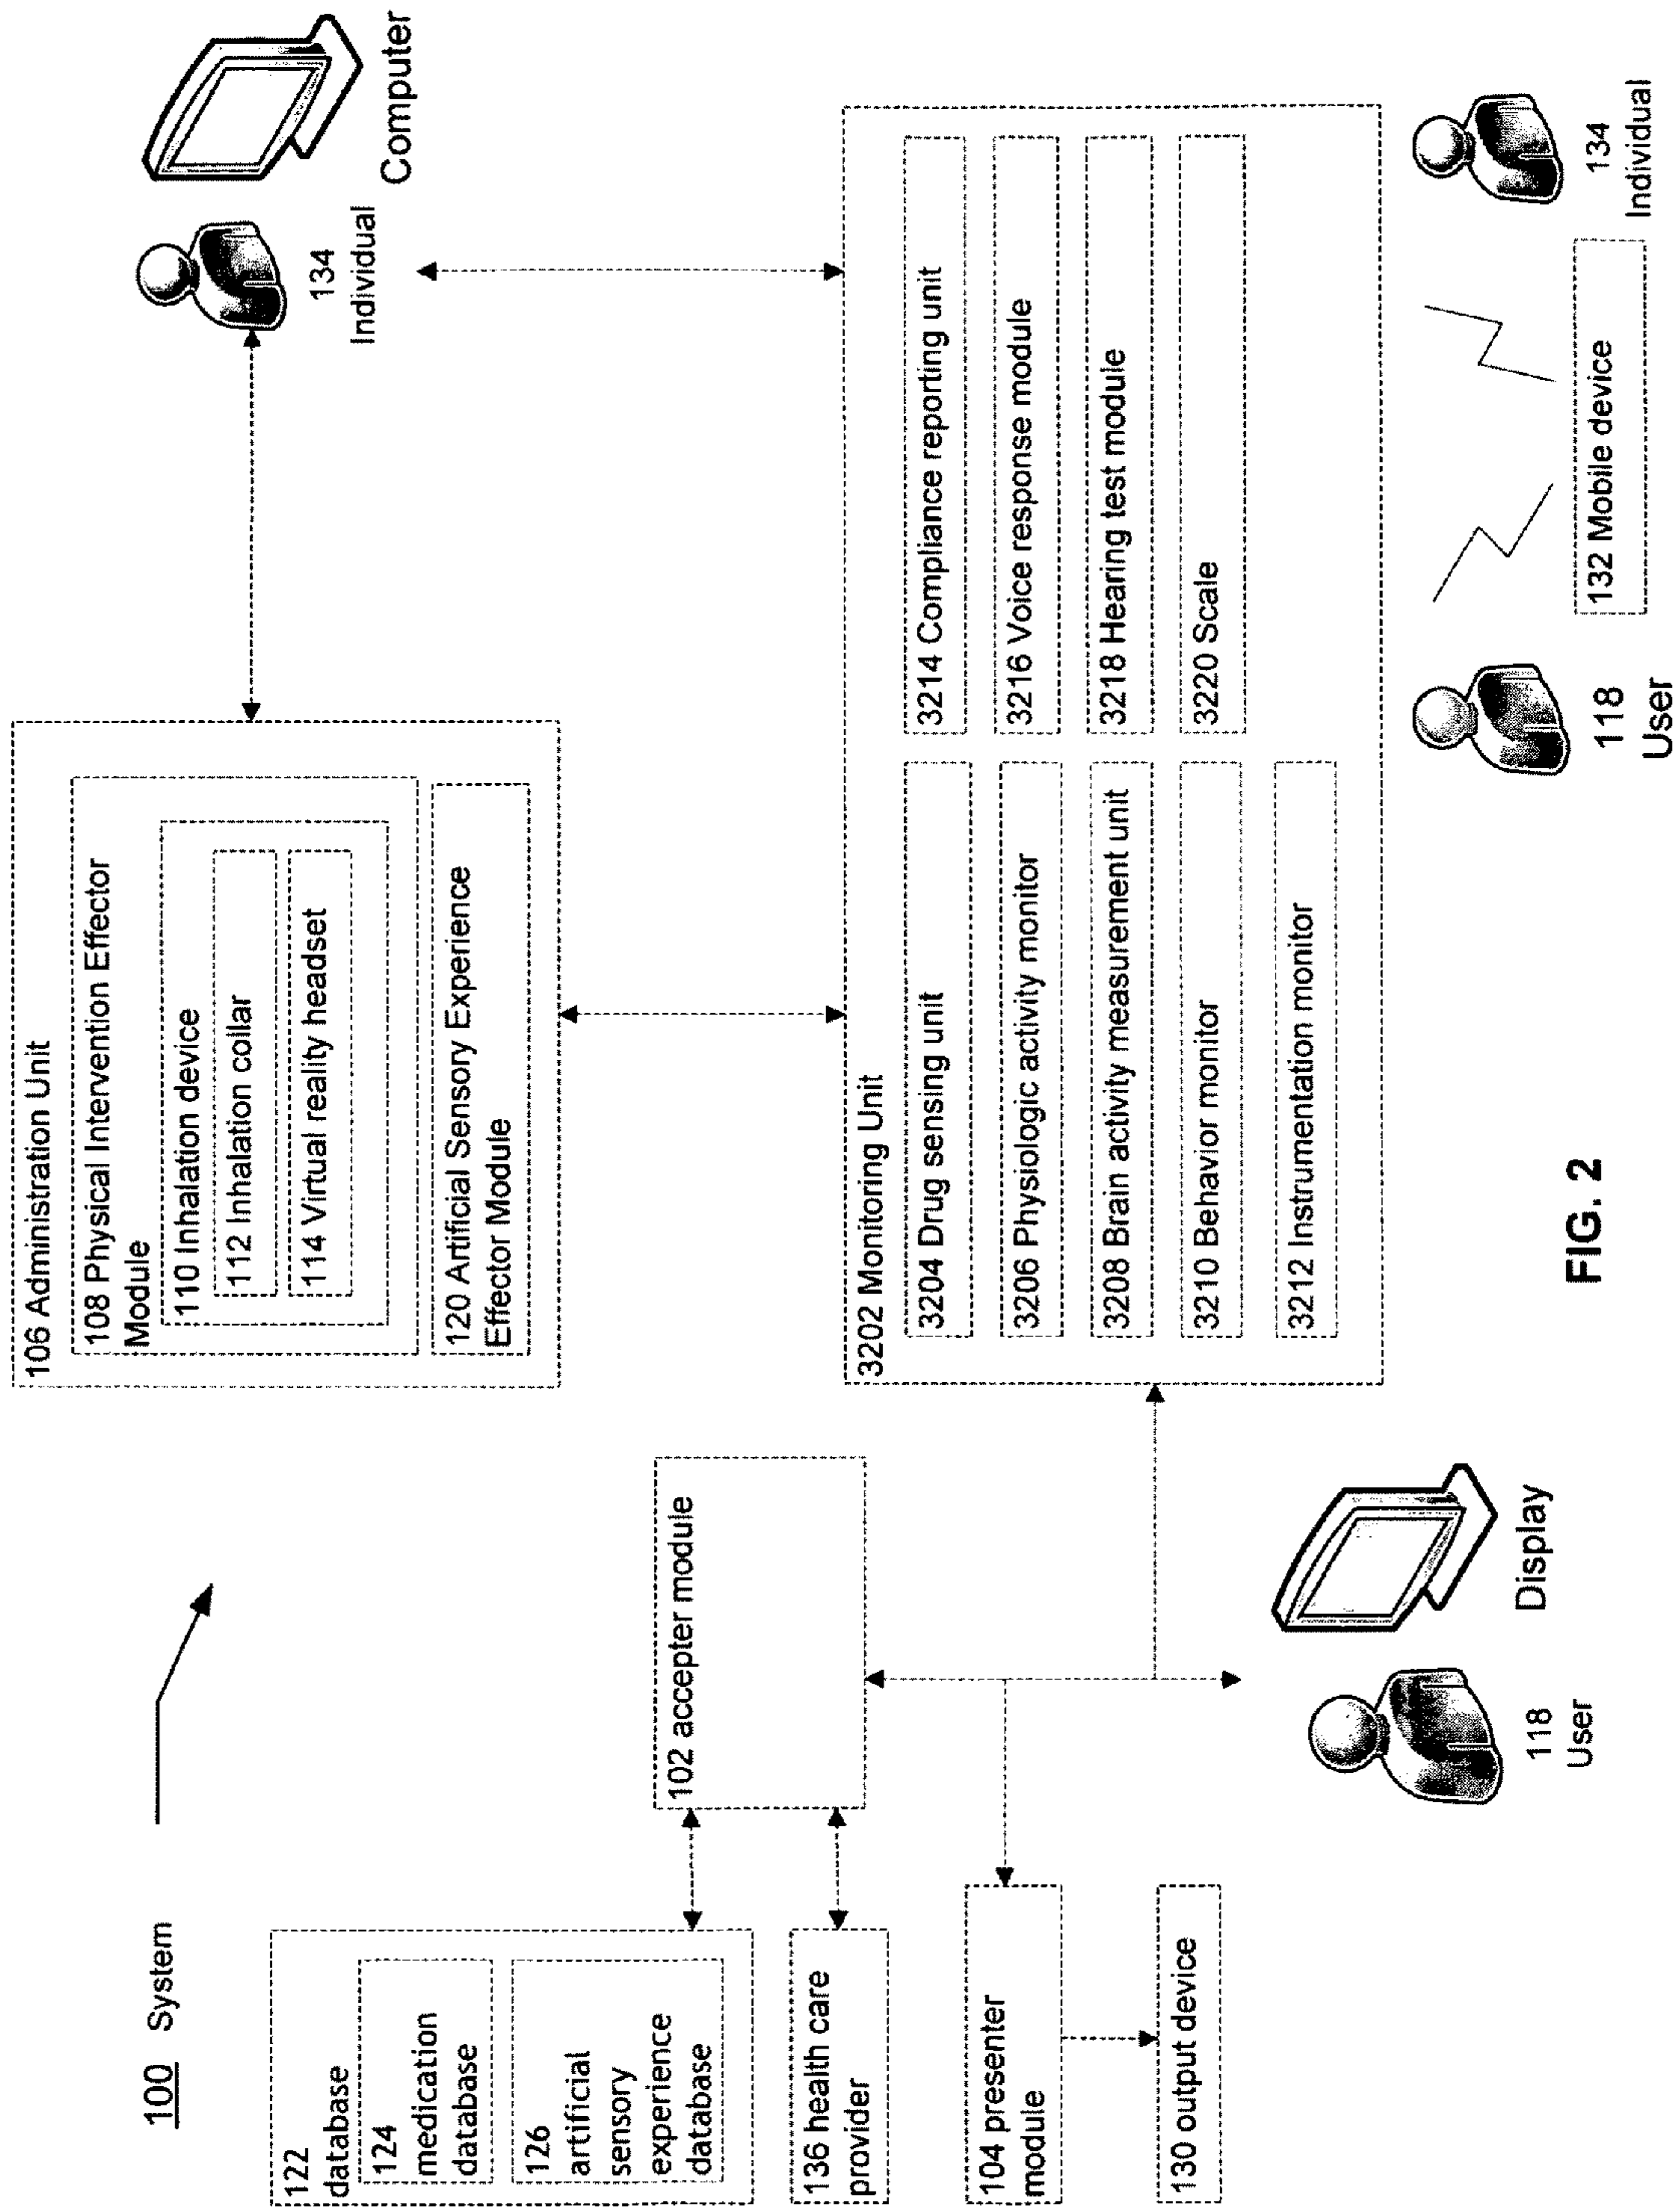 100 System
122
database
124
medication
database
126
artificial
sensory
experience
database
136 health care
provider
104 presenter
module
130 output device
102 accepter module
118
User
Display
106 Administration Unit
108 Physical Intervention Effector
Module
110 Inhalation device
112 Inhalation collar
114 Virtual reality headset
120 Artificial Sensory Experience
Effector Module
134
Individual
Computer
3202 Monitoring Unit
3204 Drug sensing unit
3206 Physiologic activity monitor
3208 Brain activity measurement unit
3210 Behavior monitor
3212 Instrumentation monitor
3214 Compliance reporting unit
3216 Voice response module
3218 Hearing test module
3220 Scale
118
User
132 Mobile device
134
Individual
FIG. 2